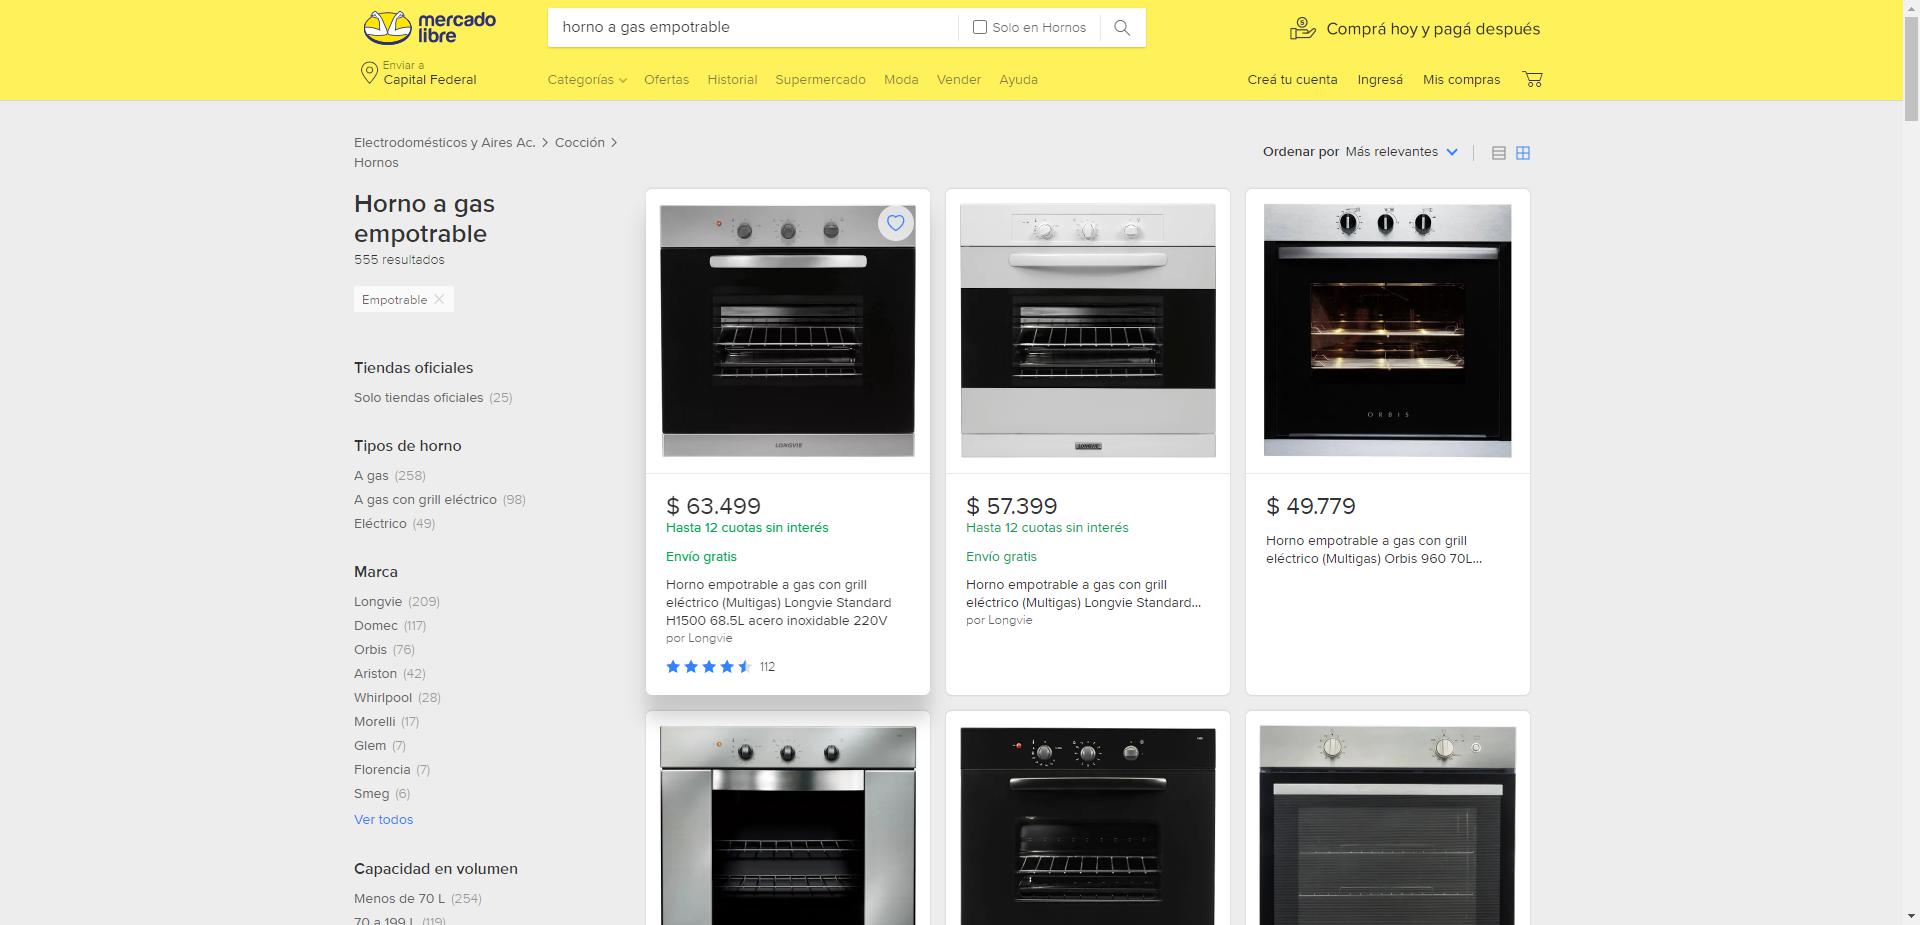 mercado
libre
horno a gas empotrable
Solo en Hornos
Comprá hoy y pagá después
Enviar a
Capital Federal
Categorías
Ofertas
Historial
Supermercado
Moda
Vender
Ayuda
Creá tu cuenta
Ingresá
Mis compras
Electrodomésticos y Aires Ac. > Cocción >
Hornos
Ordenar por Más relevantes
Horno a gas
empotrable
555 resultados
Empotrable
Tiendas oficiales
Solo tiendas oficiales (25)
Tipos de horno
A gas (258)
A gas con grill eléctrico (98)
Eléctrico (49)
Marca
Longvie (209)
Domec (117)
Orbis (76)
Ariston (42)
Whirlpool (28)
Morelli (17)
Glem (7)
Florencia (7)
Smeg (6)
Ver todos
Capacidad en volumen
Menos de 70 L (254)
70 a 199 L (119)
LONGVIE
$ 63.499
Hasta 12 cuotas sin interés
Envío gratis
Horno empotrable a gas con grill
eléctrico (Multigas) Longvie Standard
H1500 68.5L acero inoxidable 220V
por Longvie
112
LONGVIE
$ 57.399
Hasta 12 cuotas sin interés
Envío gratis
Horno empotrable a gas con grill
eléctrico (Multigas) Longvie Standard...
por Longvie
ORBIS
$ 49.779
Horno empotrable a gas con grill
eléctrico (Multigas) Orbis 960 70L...